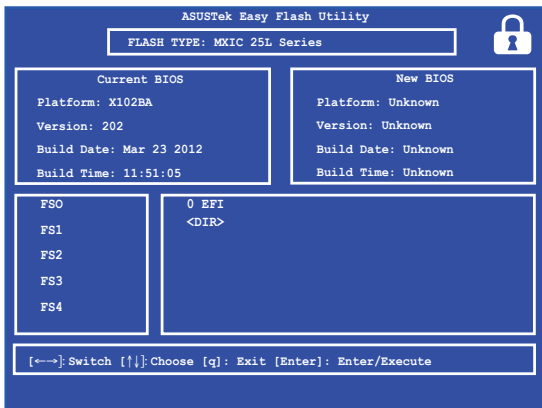 ASUSTek Easy Flash Utility
FLASH TYPE: MXIC 25L Series
Current BIOS
Platform: X102BA
Version: 202
Build Date: Mar 23 2012
Build Time: 11:51:05
New BIOS
Platform: Unknown
Version: Unknown
Build Date: Unknown
Build Time: Unknown
FSO
FS1
FS2
FS3
FS4
0 EFI
<DIR>
[←→]: Switch [↑↓]: Choose [q]: Exit [Enter]: Enter/Execute